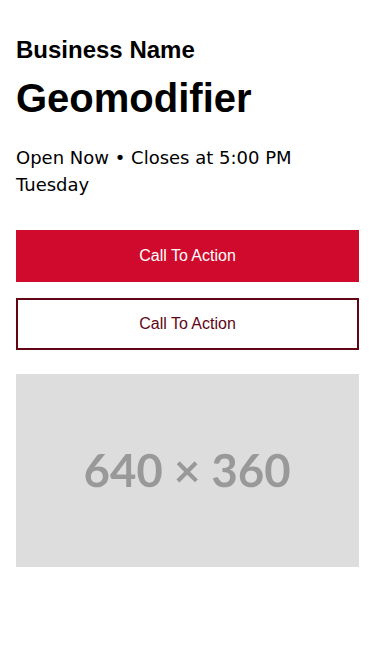 Business Name
Geomodifier
Open Now • Closes at 5:00 PM
Tuesday
Call To Action
Call To Action
640 × 360